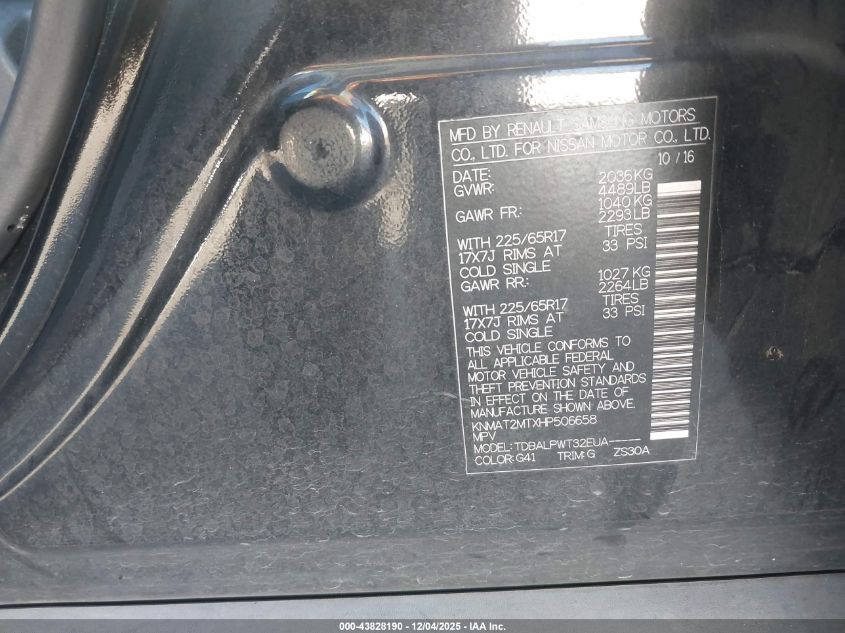 MFD BY RENAULT SAMSUNG MOTORS
CO., LTD. FOR NISSAN MOTOR CO., LTD.
DATE: 10 / 16
GVWR: 2036KG
4489LB
GAWR FR: 1040KG
2293LB
WITH 225/65R17 TIRES
17X7J RIMS AT 33 PSI
COLD SINGLE
GAWR RR: 1027 KG
2264LB
WITH 225/65R17 TIRES
17X7J RIMS AT 33 PSI
COLD SINGLE
THIS VEHICLE CONFORMS TO
ALL APPLICABLE FEDERAL
MOTOR VEHICLE SAFETY AND
THEFT PREVENTION STANDARDS
IN EFFECT ON THE DATE OF
MANUFACTURE SHOWN ABOVE.
KNMAT2MTXHP506658
MPV
MODEL: TDBALPWT32EUA-----
COLOR: G41 TRIM: G ZS30A
000-43828190 - 12/04/2025 - IAA Inc.